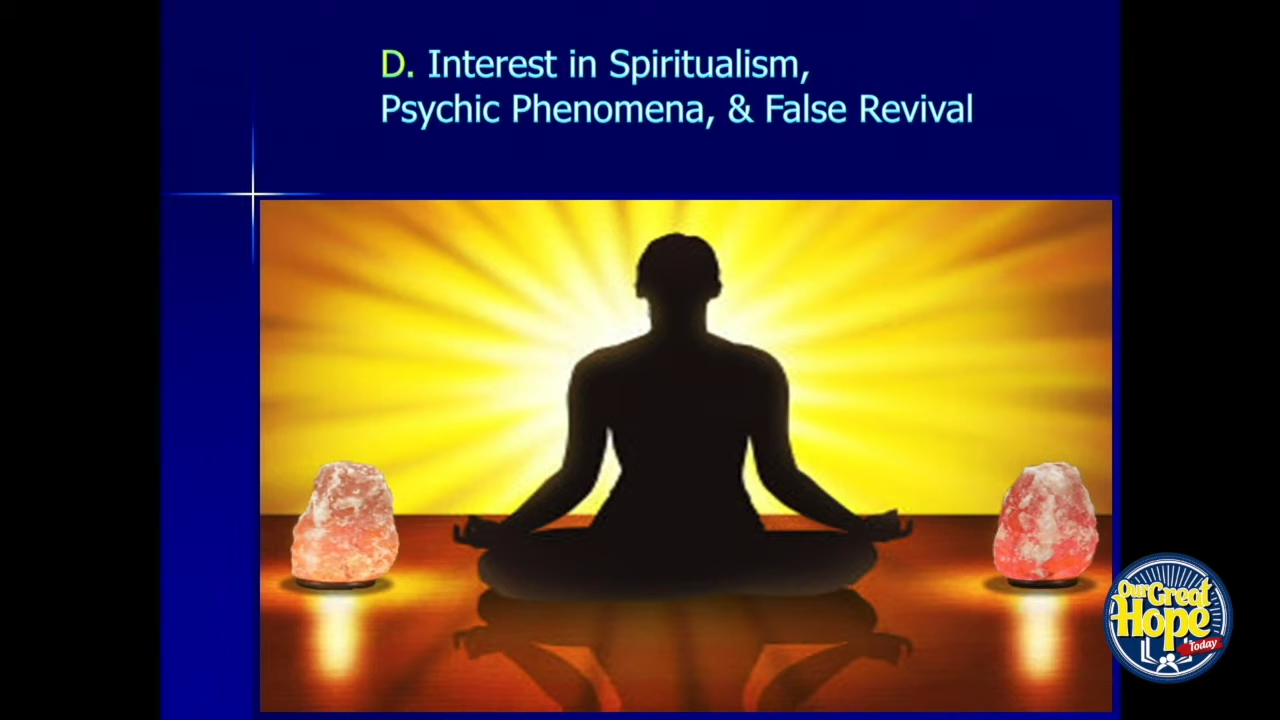 D. Interest in Spiritualism,
Psychic Phenomena, & False Revival
Our Great
Hope
Today